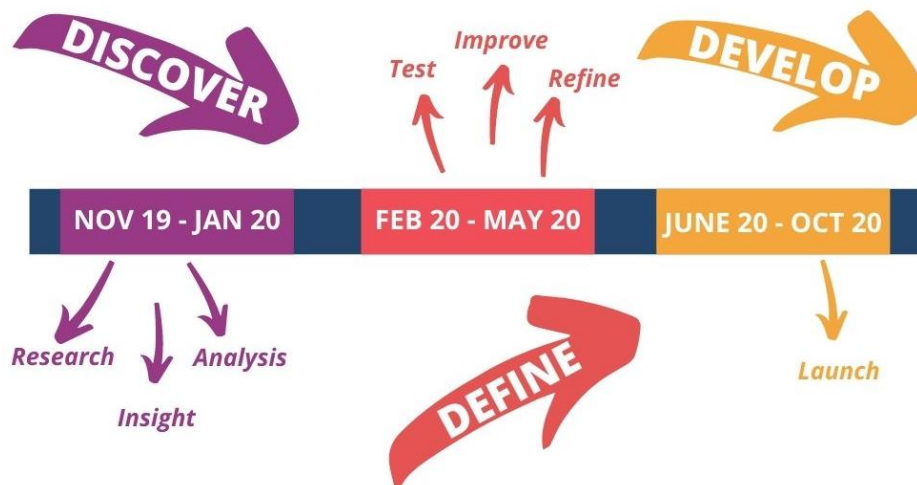 DISCOVER
Test
Improve
Refine
DEVELOP
NOV 19 - JAN 20
FEB 20 - MAY 20
JUNE 20 - OCT 20
Research
Insight
Analysis
DEFINE
Launch